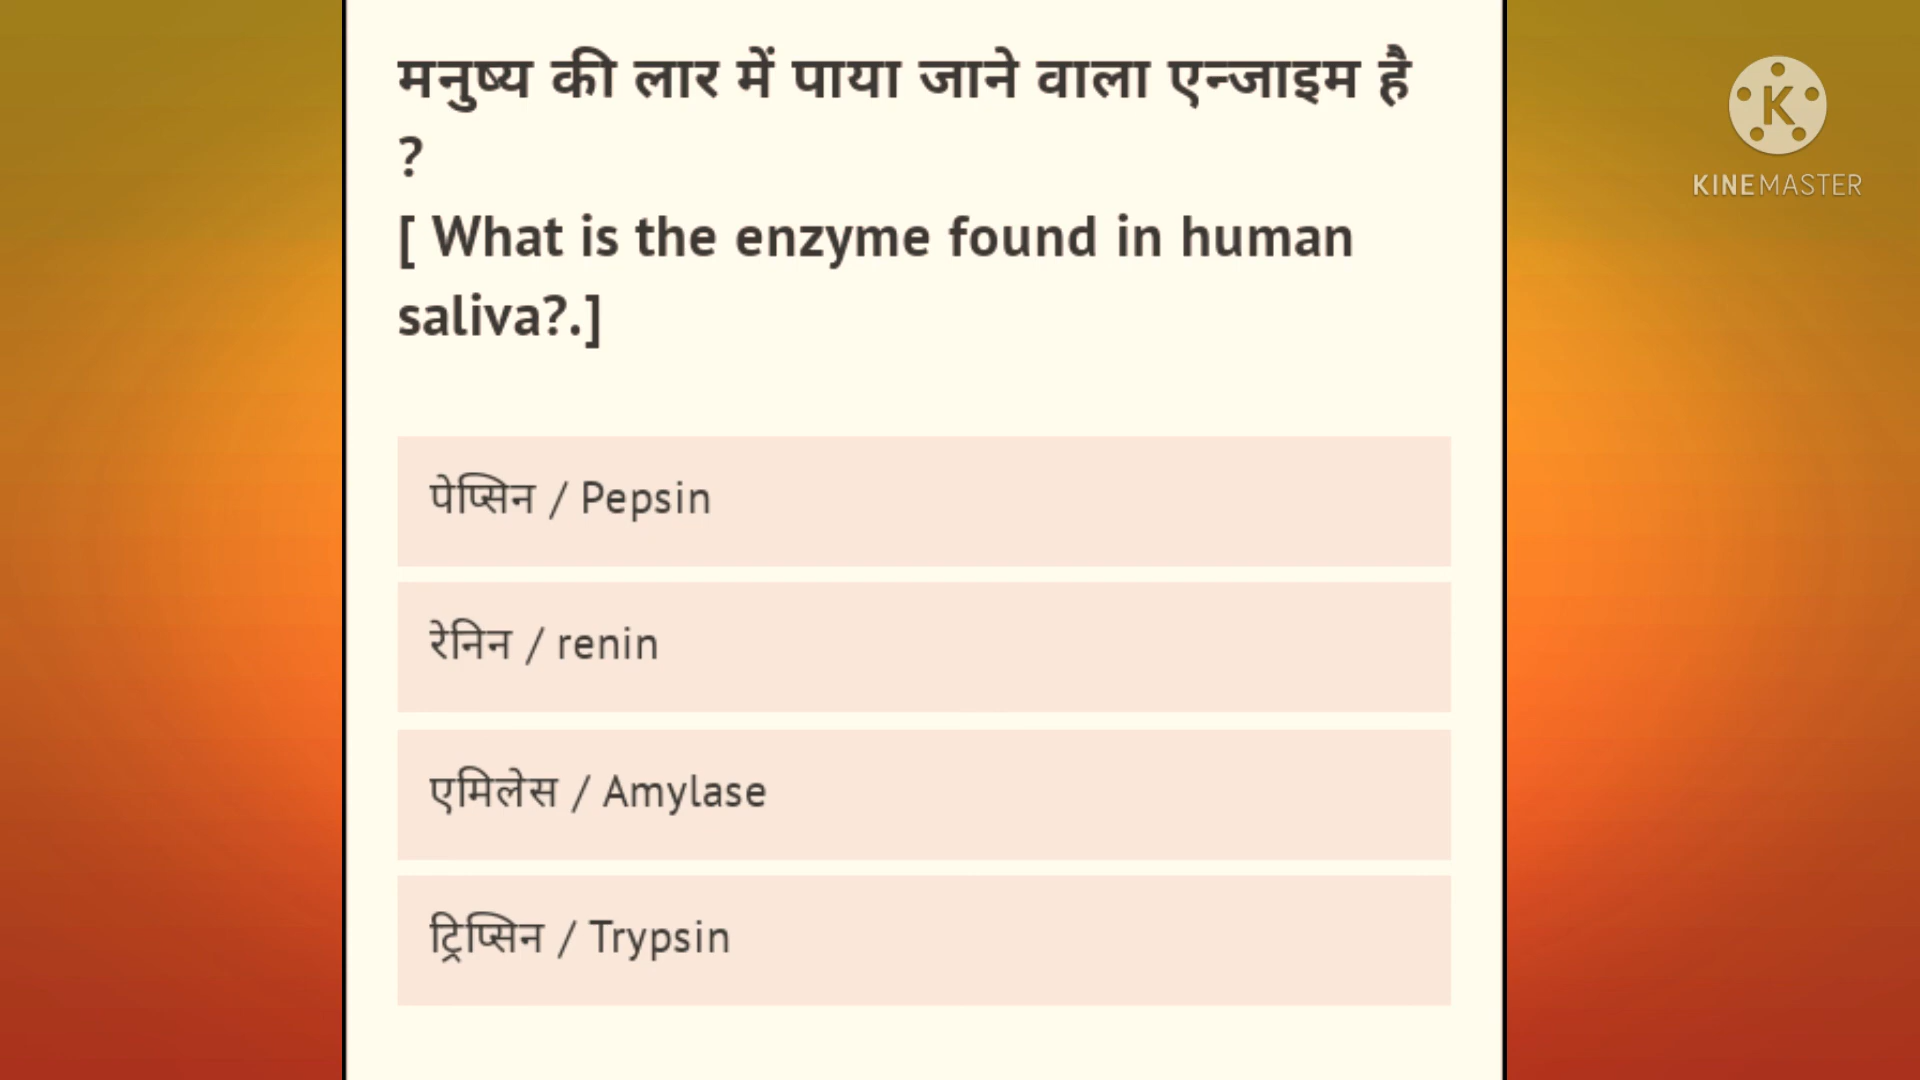 मनुष्य की लार में पाया जाने वाला एन्जाइम है
?
[ What is the enzyme found in human
saliva?.]
पेप्सिन / Pepsin
रेनिन / renin
एमिलेस / Amylase
ट्रिप्सिन / Trypsin
K
KINEMASTER